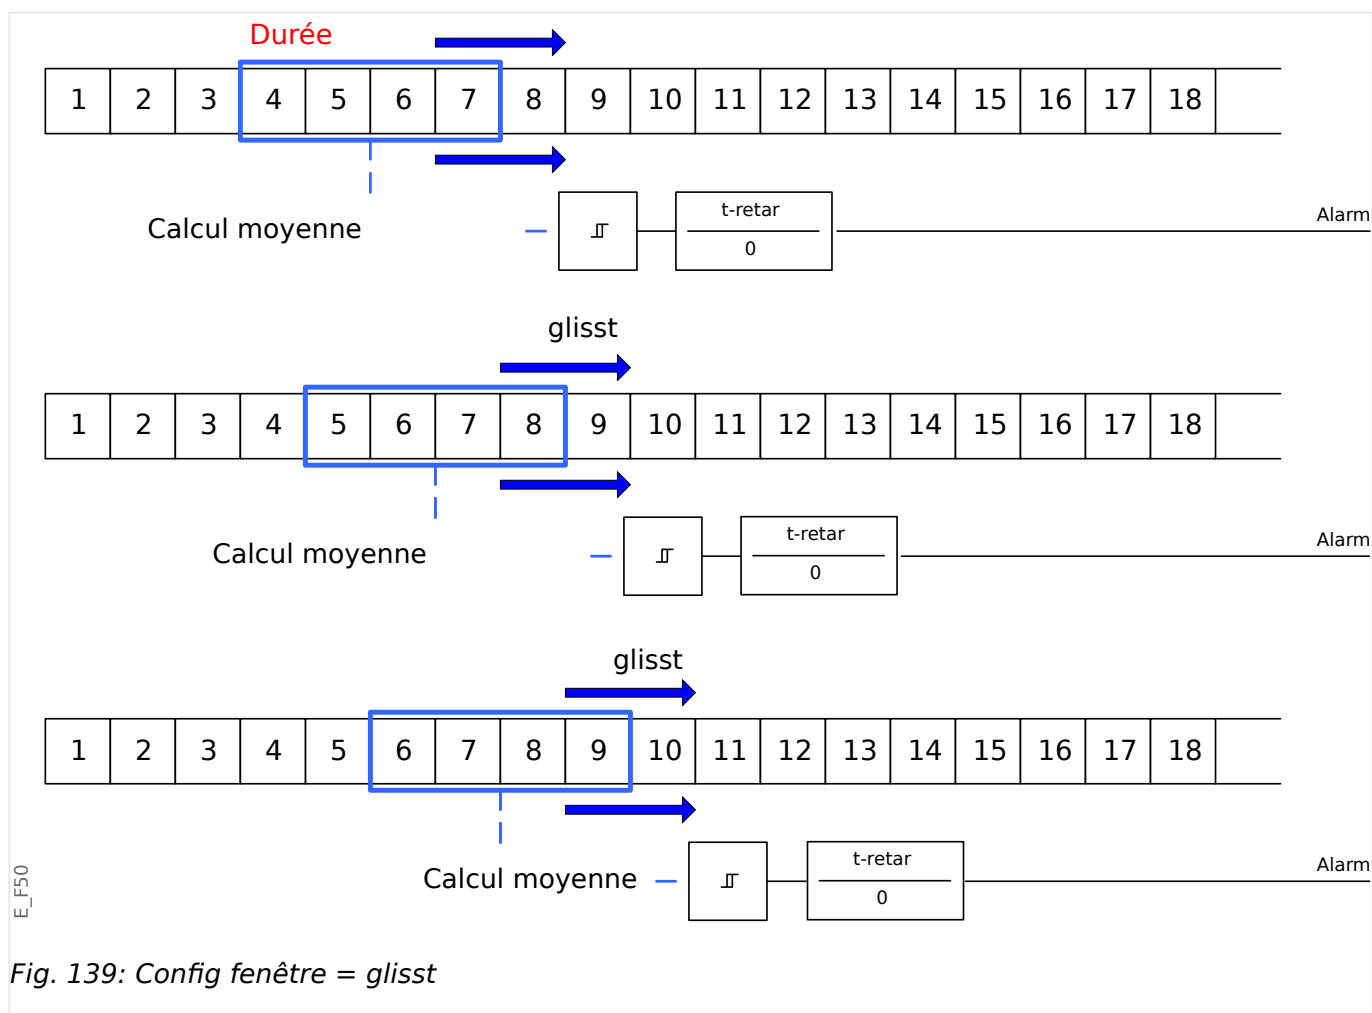 Durée
1 2 3 4 5 6 7 8 9 10 11 12 13 14 15 16 17 18
Calcul moyenne
t-retar
0
Alarm
glisst
1 2 3 4 5 6 7 8 9 10 11 12 13 14 15 16 17 18
Calcul moyenne
t-retar
0
Alarm
glisst
1 2 3 4 5 6 7 8 9 10 11 12 13 14 15 16 17 18
Calcul moyenne
t-retar
0
Alarm
E_F50
Fig. 139: Config fenêtre = glisst